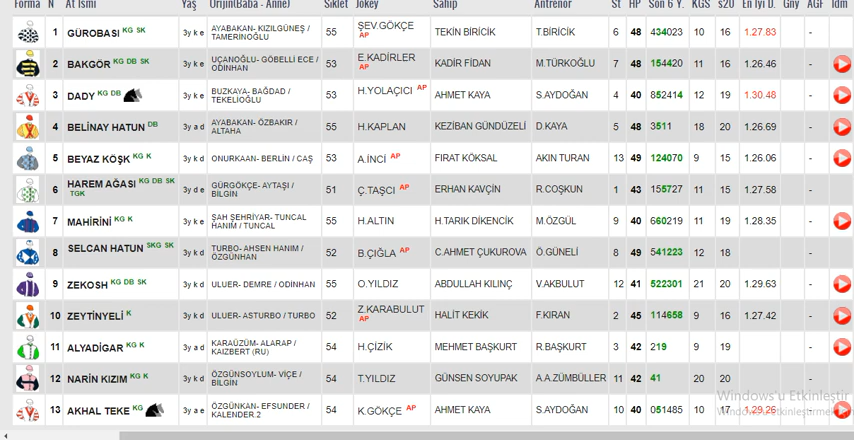 Forma N At İsmi Yaş Orijin(Baba - Anne) Sıklet Jokey Sahip Antrenör St HP Son 6 Y. KGS s20 En İyi D. Gny AGF İdm
1 GÜROBASI KG SK 3y k e AYABAKAN- KIZILGÜNEŞ / TAMERİNOĞLU 55 ŞEV.GÖKÇE AP TEKİN BİRİCİK T.BİRİCİK 6 48 434023 10 16 1.27.83 -
2 BAKGÖR KG DB SK 3y k e UÇANOĞLU- GÖBELLİ ECE / ODİNHAN 53 E.KADİRLER AP KADİR FİDAN M.TÜRKOĞLU 7 48 154420 11 16 1.26.46 -
3 DADY KG DB 3y k e BUZKAYA- BAĞDAD / TEKELİOĞLU 53 H.YOLAÇICI AP AHMET KAYA S.AYDOĞAN 4 40 852414 12 19 1.30.48 -
4 BELİNAY HATUN DB 3y a d AYABAKAN- ÖZBAKIR / ALTAHA 55 H.KAPLAN KEZİBAN GÜNDÜZELİ D.KAYA 5 48 3511 18 20 1.26.69 -
5 BEYAZ KÖŞK KG K 3y k d ONURKAAN- BERLİN / CAŞ 53 A.İNCİ AP FIRAT KÖKSAL AKIN TURAN 13 49 124070 9 15 1.26.06 -
6 HAREM AĞASI KG DB SK TGK 3y d e GÜRGÖKÇE- AYTAŞI / BİLGİN 51 Ç.TAŞCI AP ERHAN KAVÇİN R.COŞKUN 1 43 155727 11 15 1.27.58 -
7 MAHİRİNİ KG K 3y k e ŞAH ŞEHRİYAR- TUNCAL HANIM / TUNCAL 55 H.ALTIN H.TARIK DİKENCİK M.ÖZGÜL 9 40 660219 11 19 1.28.35 -
8 SELCAN HATUN SKG SK 3y k d TURBO- AHSEN HANIM / ÖZGÜNHAN 52 B.ÇIĞLA AP C.AHMET ÇUKUROVA Ö.GÜNELİ 8 49 541223 12 18 -
9 ZEKOSH KG DB SK 3y k d ULUER- DEMRE / ODINHAN 55 O.YILDIZ ABDULLAH KILINÇ V.AKBULUT 12 41 522301 21 20 1.29.63 -
10 ZEYTİNYELİ K 3y k d ULUER- ASTURBO / TURBO 52 Z.KARABULUT AP HALİT KEKİK F.KIRAN 2 45 114658 9 16 1.27.42 -
11 ALYADİGAR KG K 3y a d KARAÜZÜM- ALARAP / KAIZBERT (RU) 54 H.ÇİZİK MEHMET BAŞKURT R.BAŞKURT 3 42 219 9 19 -
12 NARİN KIZIM KG K 3y k d ÖZGÜNSOYLUM- VİÇE / BİLGİN 54 T.YILDIZ GÜNSEN SOYUPAK A.A.ZÜMBÜLLER 11 42 41 20 20 -
13 AKHAL TEKE KG 3y a e ÖZGÜNKAN- EFSUNDER / KALENDER.2 54 K.GÖKÇE AP AHMET KAYA S.AYDOĞAN 10 40 051485 10 17 1.29.26 -
Windows'u Etkinleştir